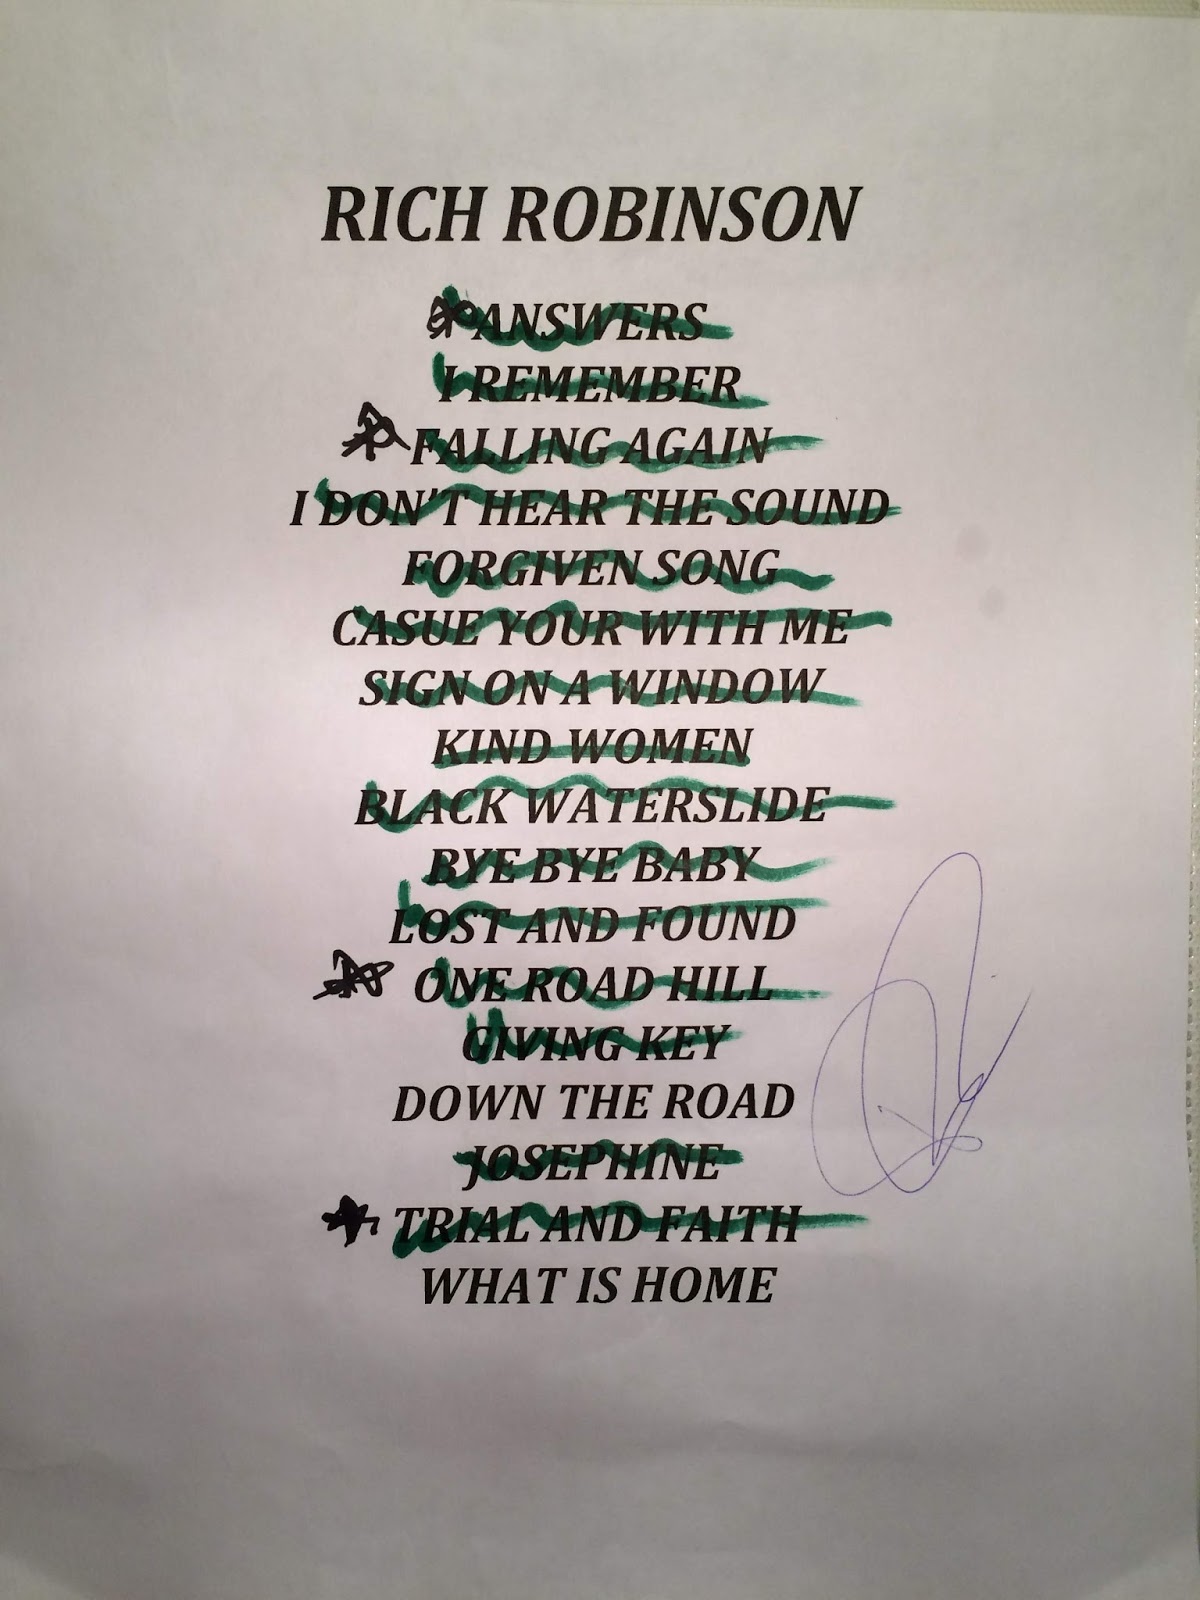 RICH ROBINSON
ANSWERS
I REMEMBER
FALLING AGAIN
I DON'T HEAR THE SOUND
FORGIVEN SONG
CASUE YOUR WITH ME
SIGN ON A WINDOW
KIND WOMEN
BLACK WATERSLIDE
BYE BYE BABY
LOST AND FOUND
ONE ROAD HILL
GIVING KEY
DOWN THE ROAD
JOSEPHINE
TRIAL AND FAITH
WHAT IS HOME